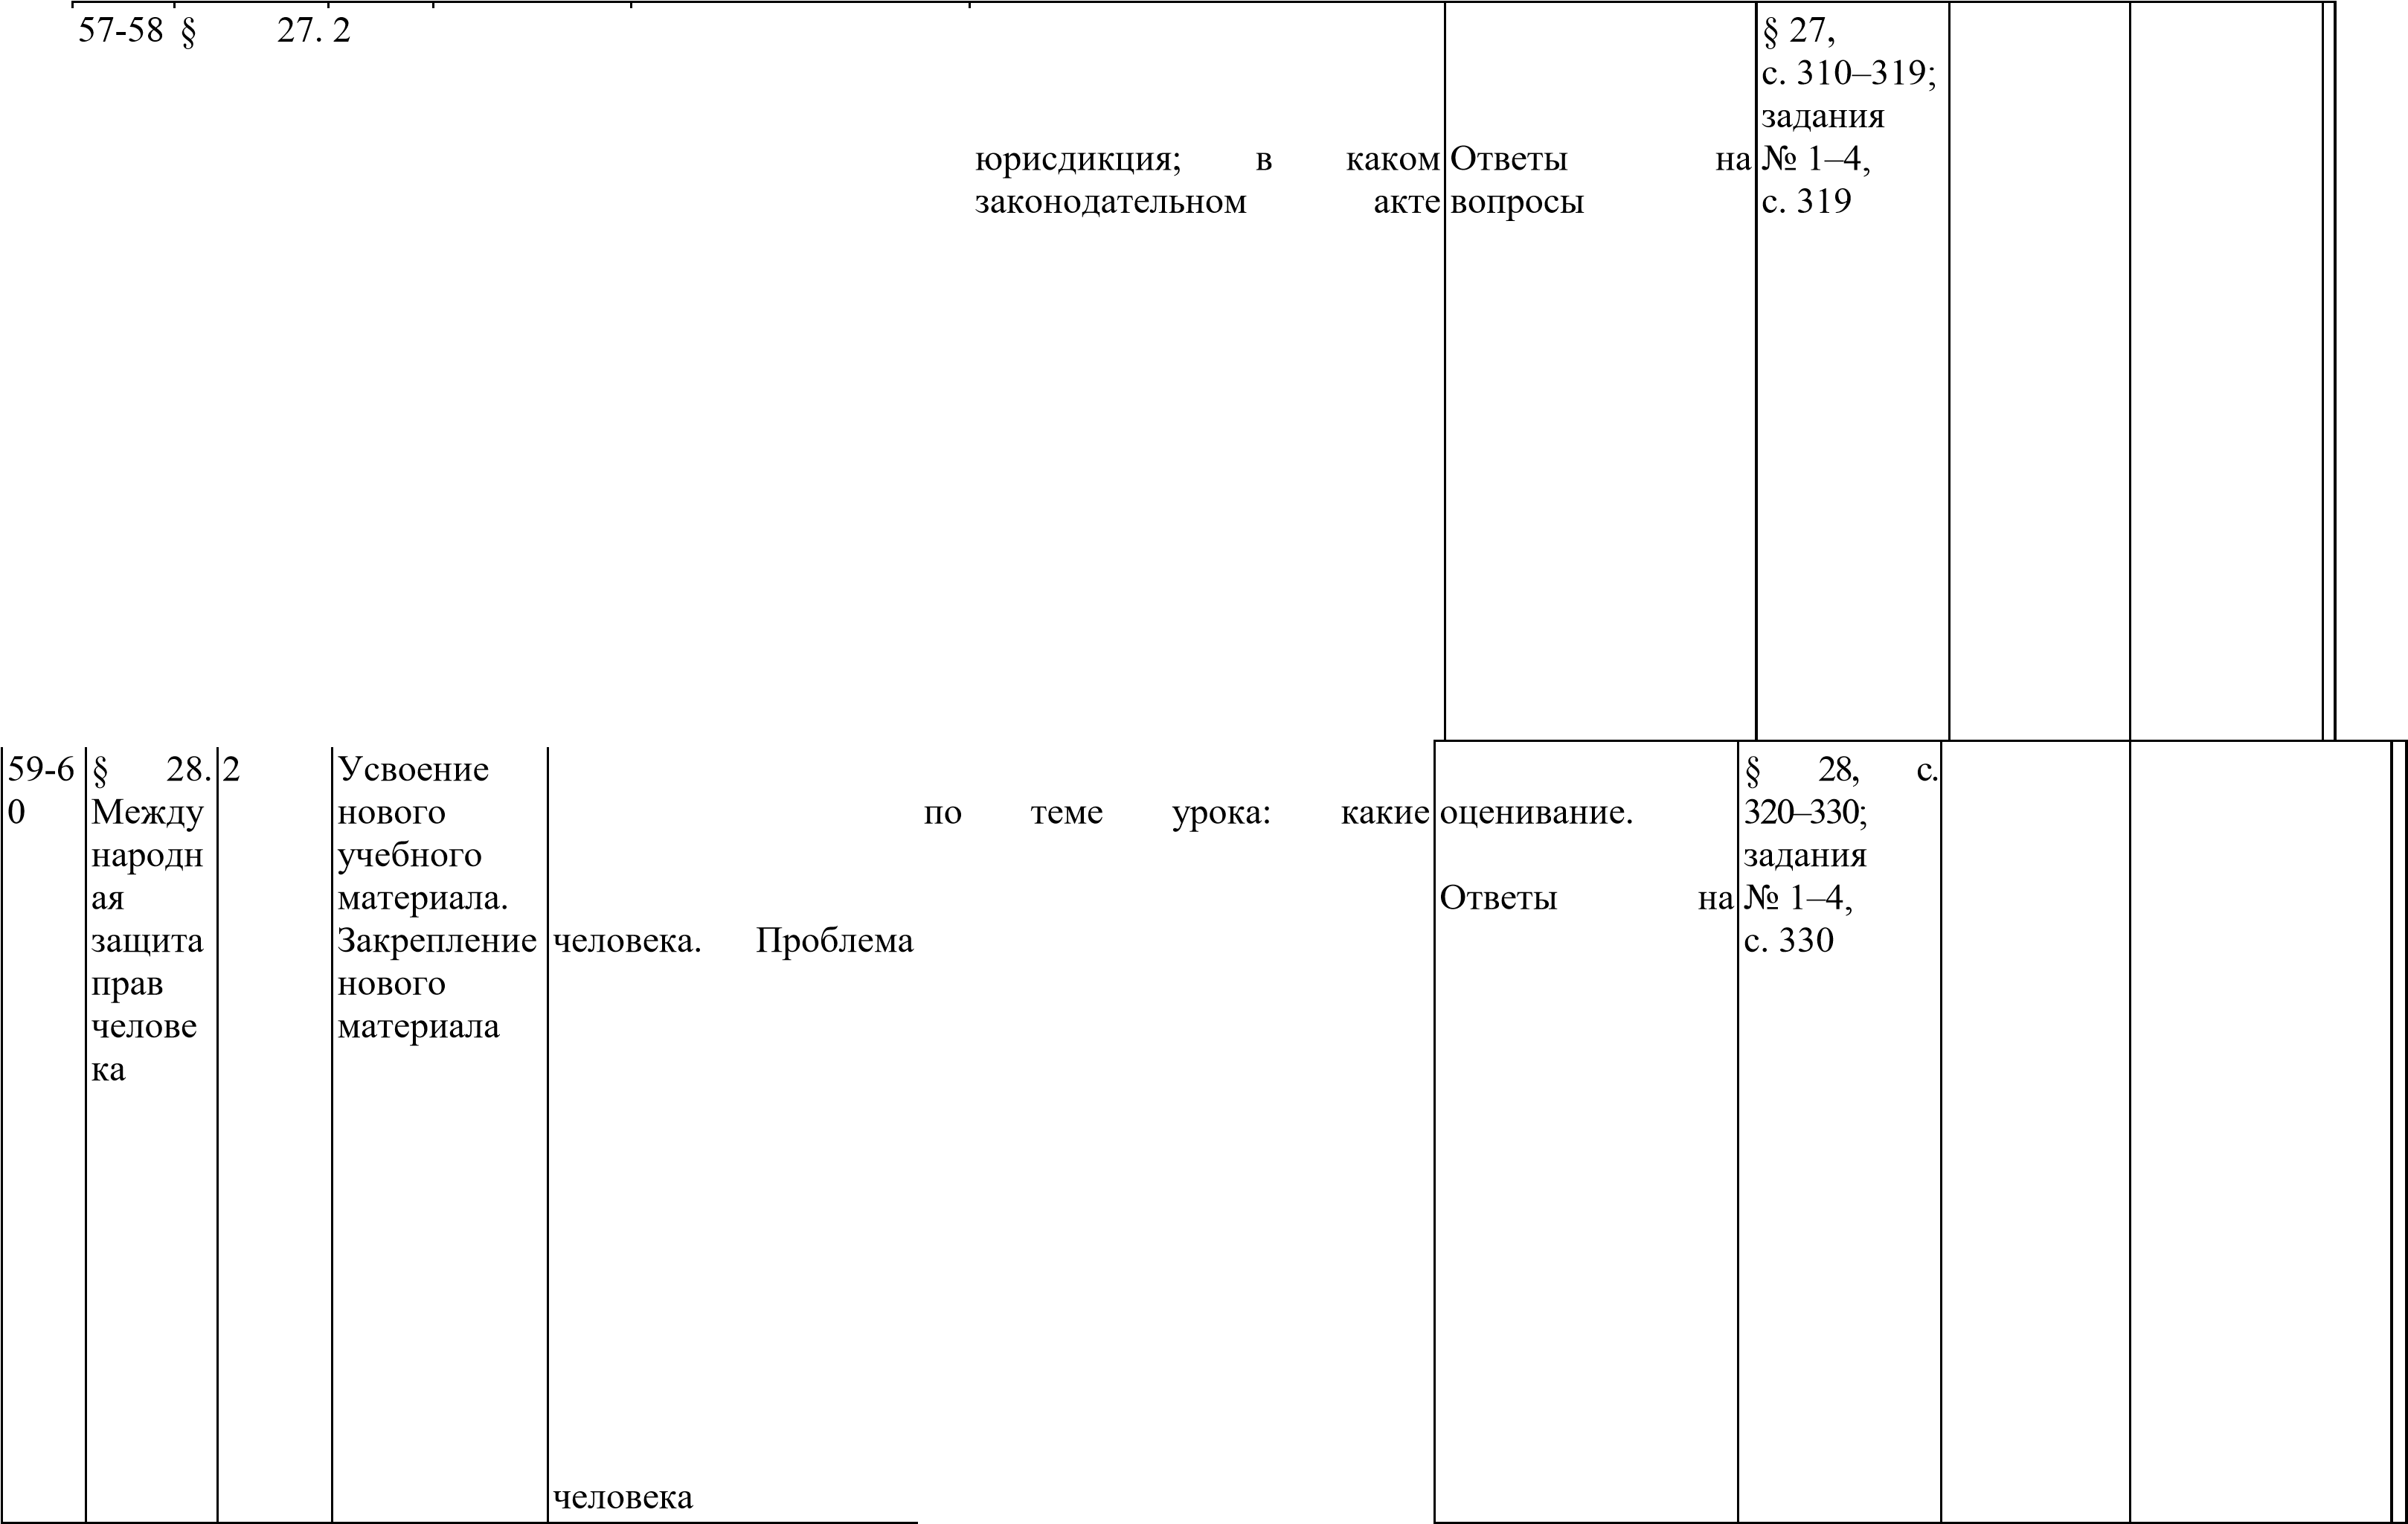 57-58 § 27. 2
§ 27,
с. 310–319;
задания
№ 1–4,
с. 319
юрисдикция; в каком
законодательном акте
Ответы на
вопросы
59-6
0
§ 28.
Между
народн
ая
защита
прав
челове
ка
2
Усвоение
нового
учебного
материала.
Закрепление
нового
материала
человека. Проблема
человека
по теме урока: какие
оценивание.
Ответы на
§ 28, с.
320–330;
задания
№ 1–4,
с. 330